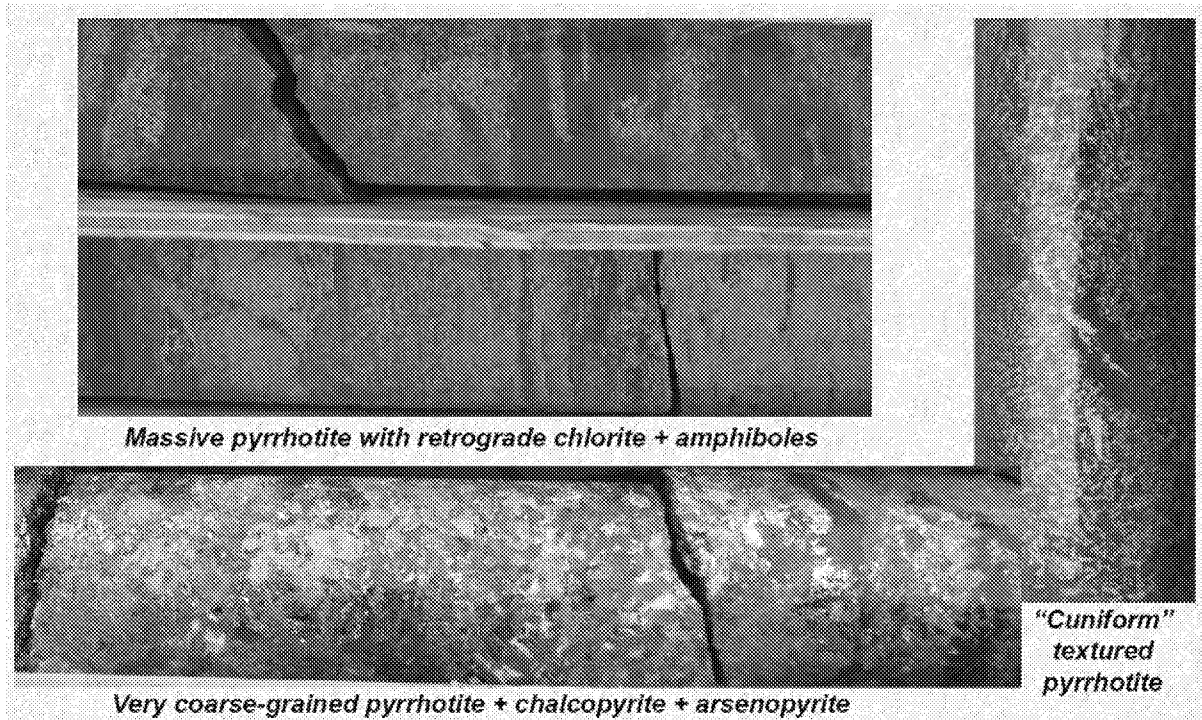 Massive pyrrhotite with retrograde chlorite + amphiboles
"Cuniform"
textured
pyrrhotite
Very coarse-grained pyrrhotite + chalcopyrite + arsenopyrite